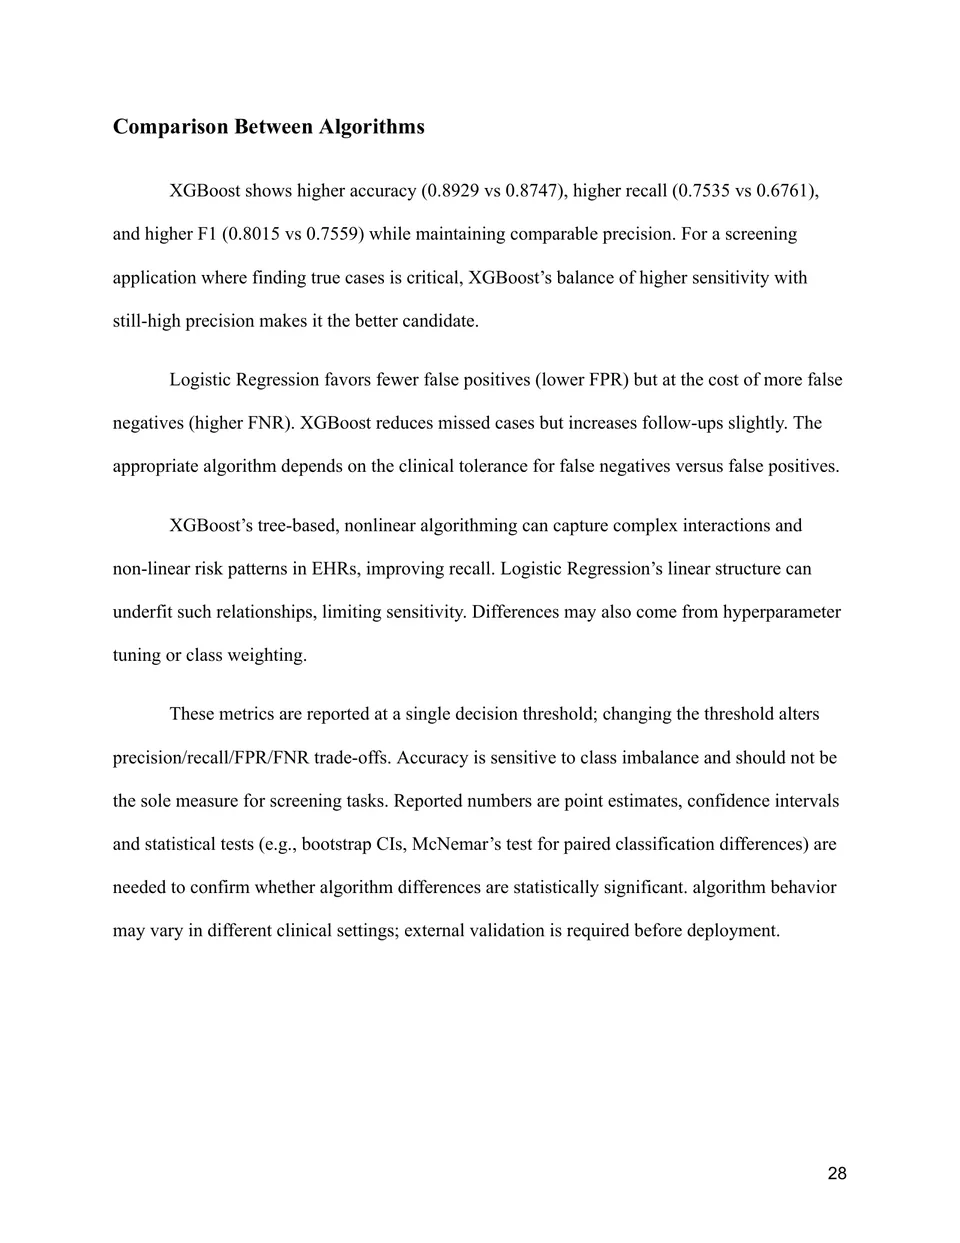 Comparison Between Algorithms
XGBoost shows higher accuracy (0.8929 vs 0.8747), higher recall (0.7535 vs 0.6761),
and higher F1 (0.8015 vs 0.7559) while maintaining comparable precision. For a screening
application where finding true cases is critical, XGBoost’s balance of higher sensitivity with
still-high precision makes it the better candidate.
Logistic Regression favors fewer false positives (lower FPR) but at the cost of more false
negatives (higher FNR). XGBoost reduces missed cases but increases follow-ups slightly. The
appropriate algorithm depends on the clinical tolerance for false negatives versus false positives.
XGBoost’s tree-based, nonlinear algorithming can capture complex interactions and
non-linear risk patterns in EHRs, improving recall. Logistic Regression’s linear structure can
underfit such relationships, limiting sensitivity. Differences may also come from hyperparameter
tuning or class weighting.
These metrics are reported at a single decision threshold; changing the threshold alters
precision/recall/FPR/FNR trade-offs. Accuracy is sensitive to class imbalance and should not be
the sole measure for screening tasks. Reported numbers are point estimates, confidence intervals
and statistical tests (e.g., bootstrap CIs, McNemar’s test for paired classification differences) are
needed to confirm whether algorithm differences are statistically significant. algorithm behavior
may vary in different clinical settings; external validation is required before deployment.
28